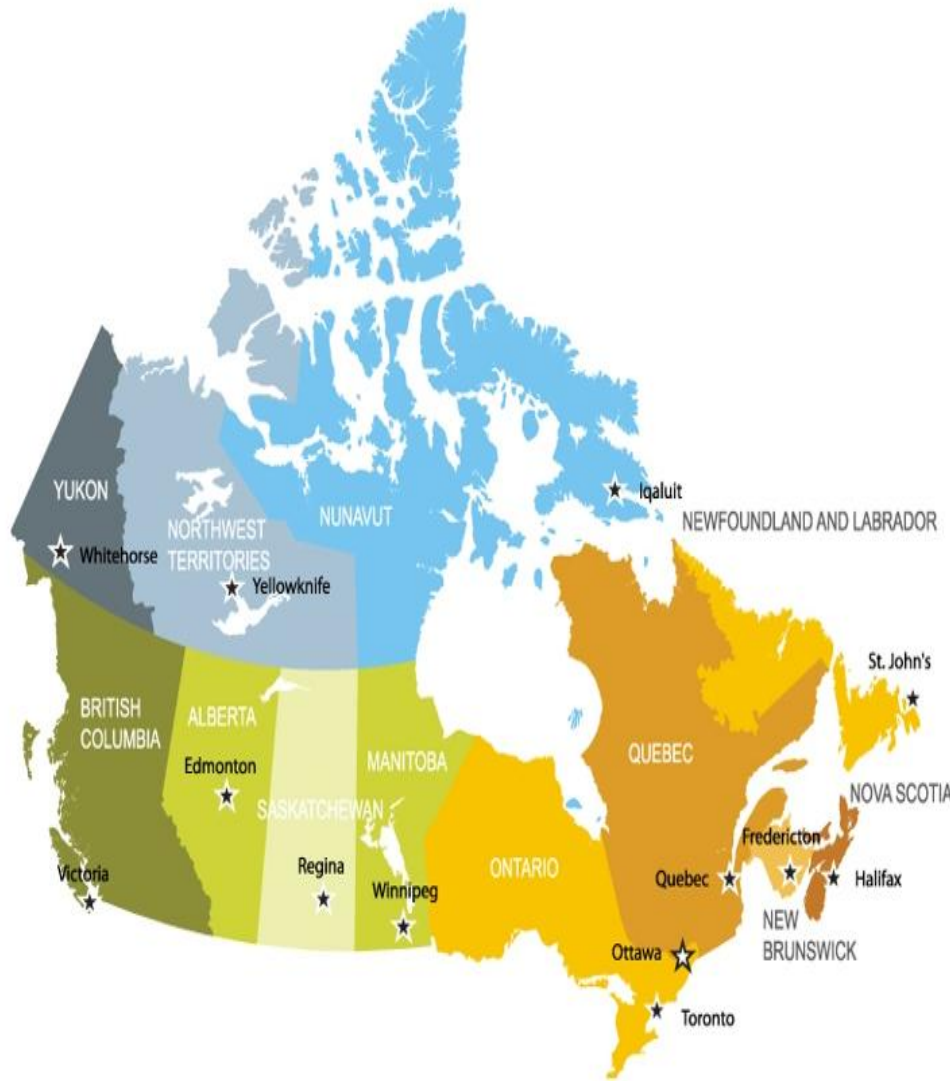 Iqaluit
YUKON
NUNAVUT
NEWFOUNDLAND AND LABRADOR
NORTHWEST
TERRITORIES
Whitehorse
Yellowknife
St. John's
BRITISH
COLUMBIA
ALBERTA
MANITOBA
QUEBEC
Edmonton
NOVA SCOTIA
SASKATCHEWAN
Fredericton
ONTARIO
Victoria
Regina
Winnipeg
Quebec
Halifax
NEW
BRUNSWICK
Ottawa
Toronto